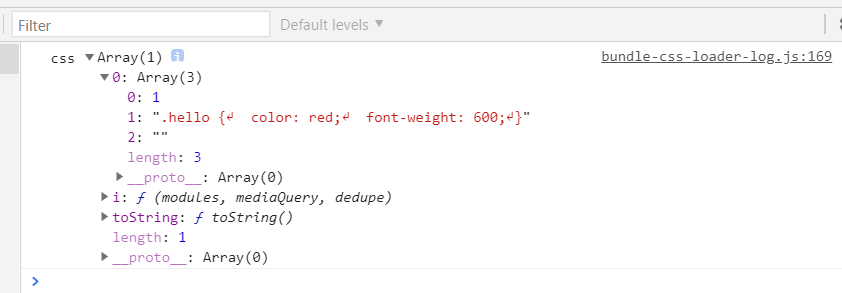 Filter
Default levels ▼
css ▼Array(1) i
bundle-css-loader-log.js:169
▼0: Array(3)
0: 1
1: ".hello {↵  color: red;↵  font-weight: 600;↵}"
2: ""
length: 3
▶__proto__: Array(0)
▶i: ƒ (modules, mediaQuery, dedupe)
▶toString: ƒ toString()
length: 1
▶__proto__: Array(0)